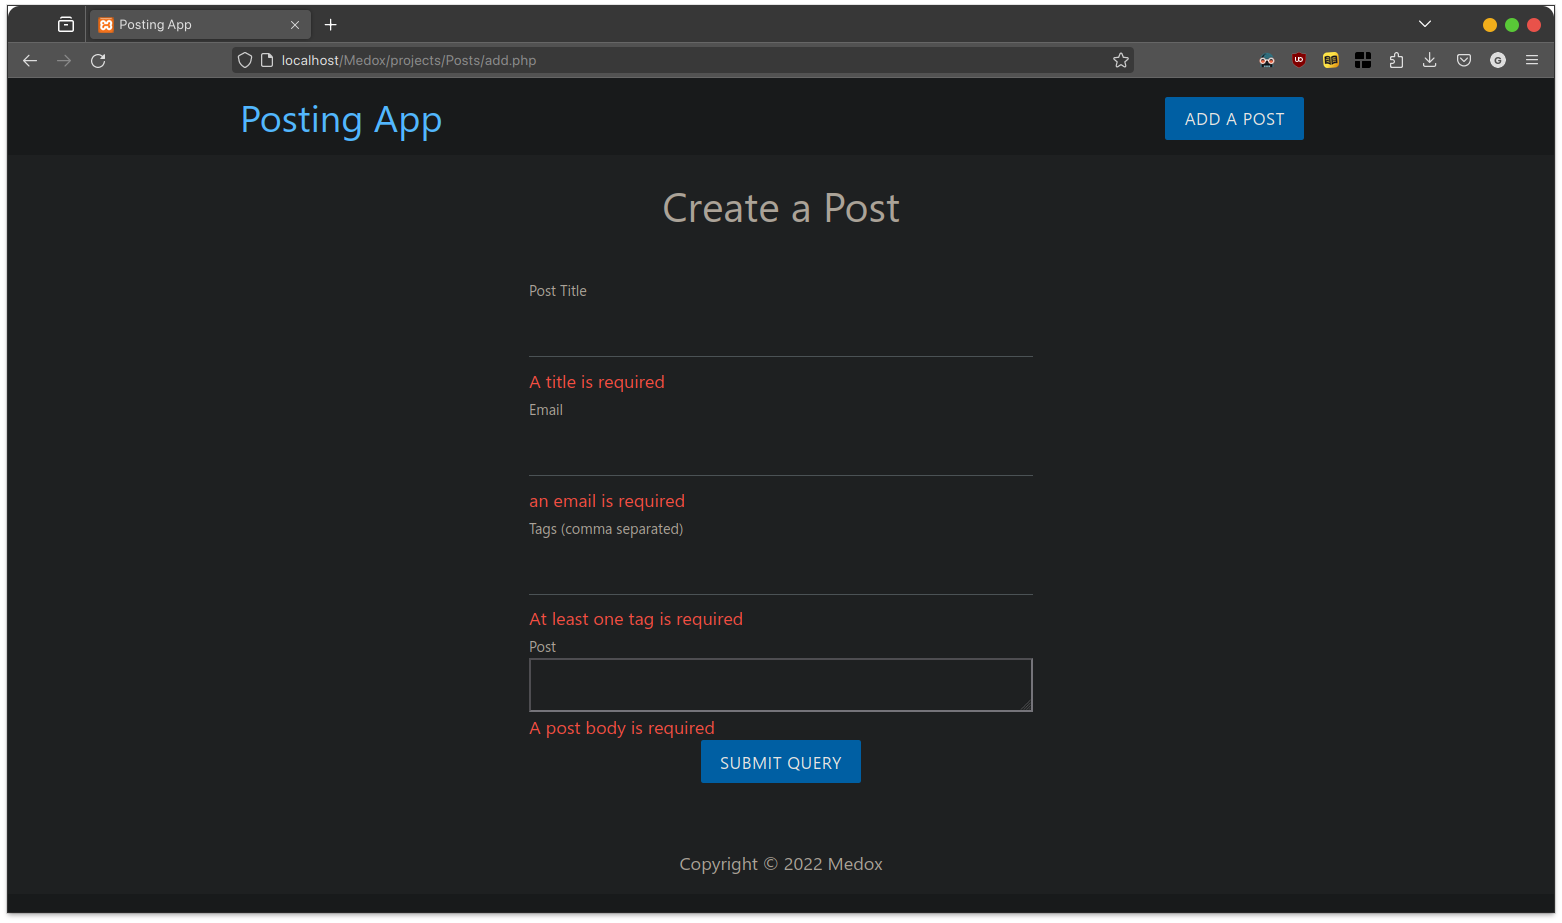 Posting App
localhost/Medox/projects/Posts/add.php
Posting App
ADD A POST
Create a Post
Post Title
A title is required
Email
an email is required
Tags (comma separated)
At least one tag is required
Post
A post body is required
SUBMIT QUERY
Copyright © 2022 Medox